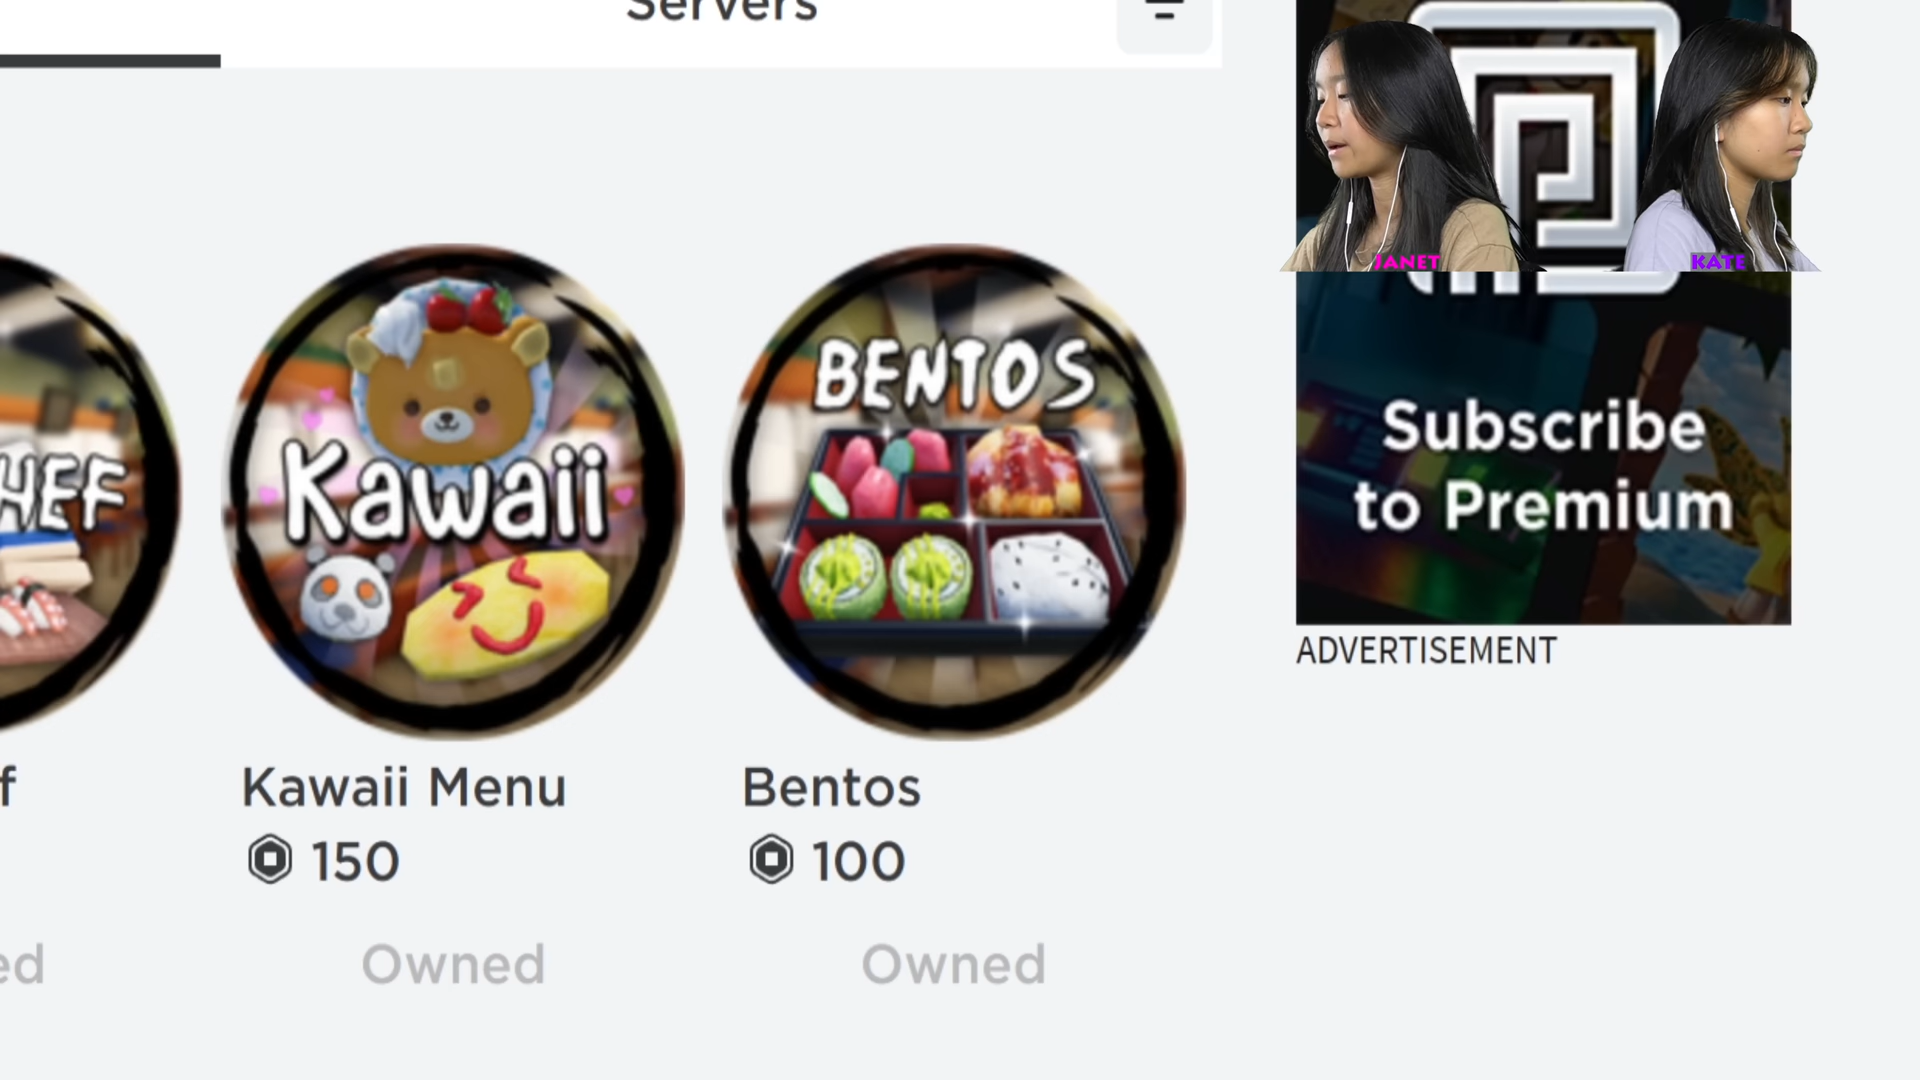 Servers
JANET
KATE
HEF
Kawaii
BENTOS
Subscribe
to Premium
ADVERTISEMENT
f
Kawaii Menu
Bentos
150
100
ed
Owned
Owned